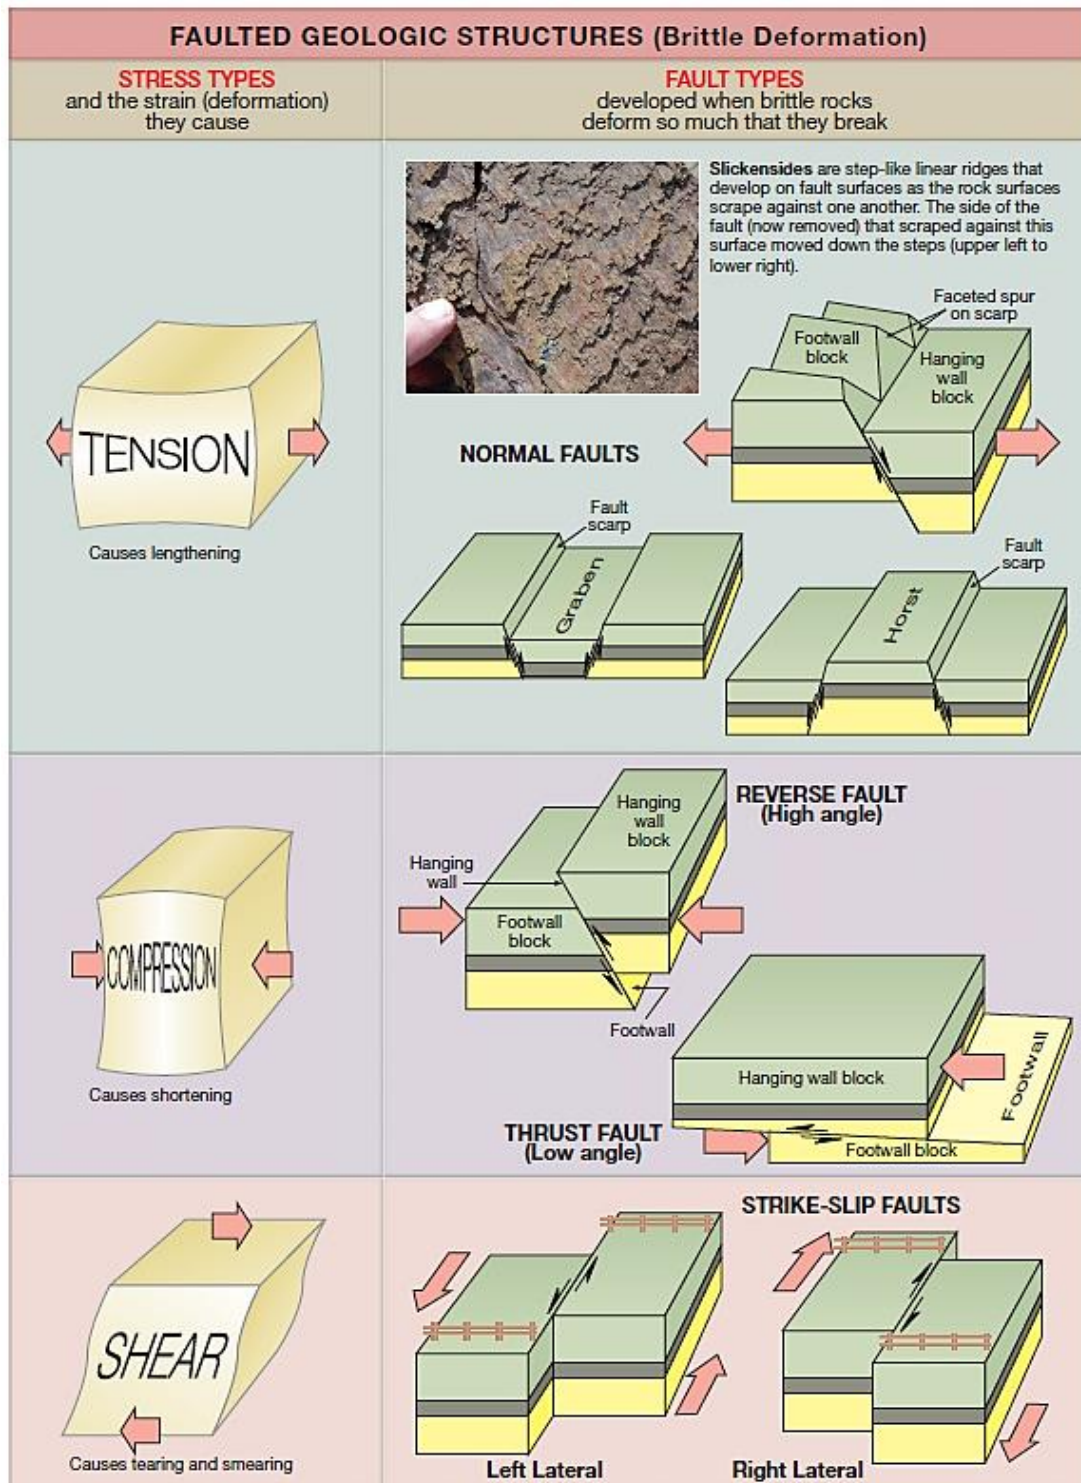 FAULTED GEOLOGIC STRUCTURES (Brittle Deformation)
STRESS TYPES
and the strain (deformation)
they cause
FAULT TYPES
developed when brittle rocks
deform so much that they break
Slickensides are step-like linear ridges that
develop on fault surfaces as the rock surfaces
scrape against one another. The side of the
fault (now removed) that scraped against this
surface moved down the steps (upper left to
lower right).
Faceted spur
on scarp
Footwall
block
Hanging
wall
block
TENSION
Causes lengthening
NORMAL FAULTS
Fault
scarp
Graben
Fault
scarp
Horst
COMPRESSION
Causes shortening
REVERSE FAULT
(High angle)
Hanging
wall
block
Hanging
wall
Footwall
block
Footwall
Hanging wall block
Footwall
THRUST FAULT
(Low angle)
Footwall block
SHEAR
Causes tearing and smearing
STRIKE-SLIP FAULTS
Left Lateral
Right Lateral